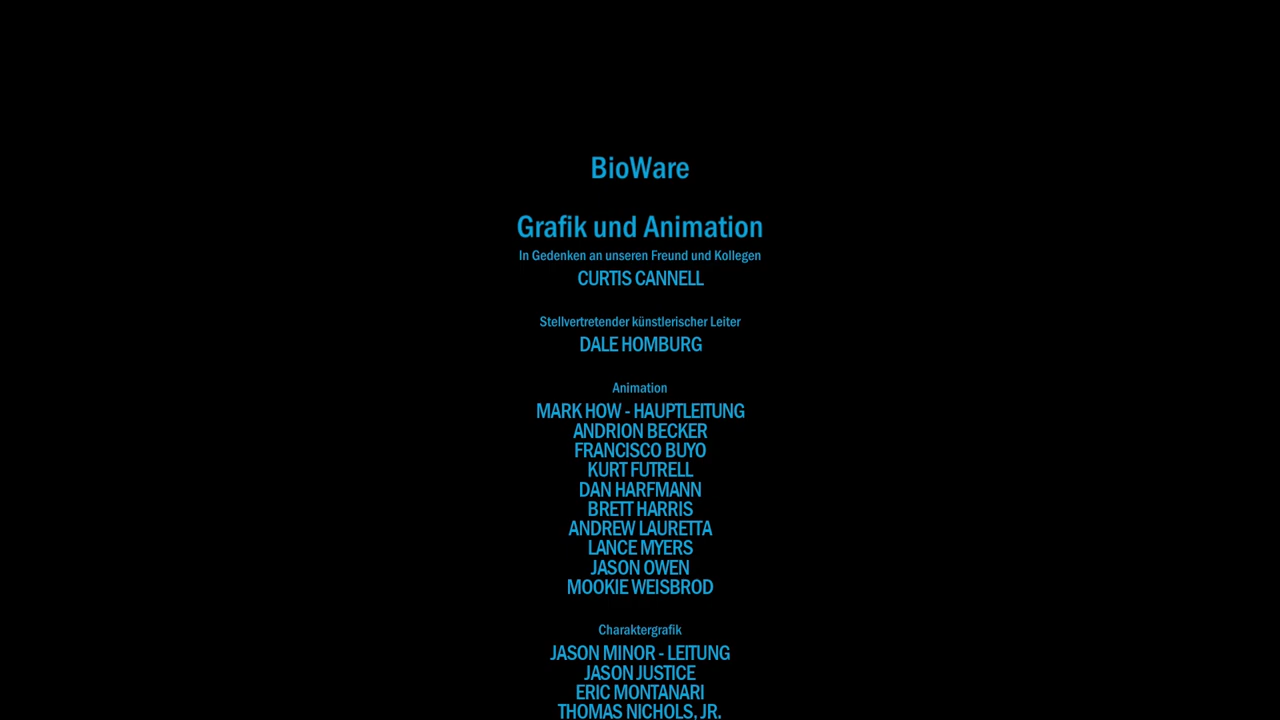 BioWare
Grafik und Animation
In Gedenken an unseren Freund und Kollegen
CURTIS CANNELL
Stellvertretender künstlerischer Leiter
DALE HOMBURG
Animation
MARK HOW - HAUPTLEITUNG
ANDRION BECKER
FRANCISCO BUYO
KURT FUTRELL
DAN HARFMANN
BRETT HARRIS
ANDREW LAURETTA
LANCE MYERS
JASON OWEN
MOOKIE WEISBROD
Charaktergrafik
JASON MINOR - LEITUNG
JASON JUSTICE
ERIC MONTANARI
THOMAS NICHOLS, JR.